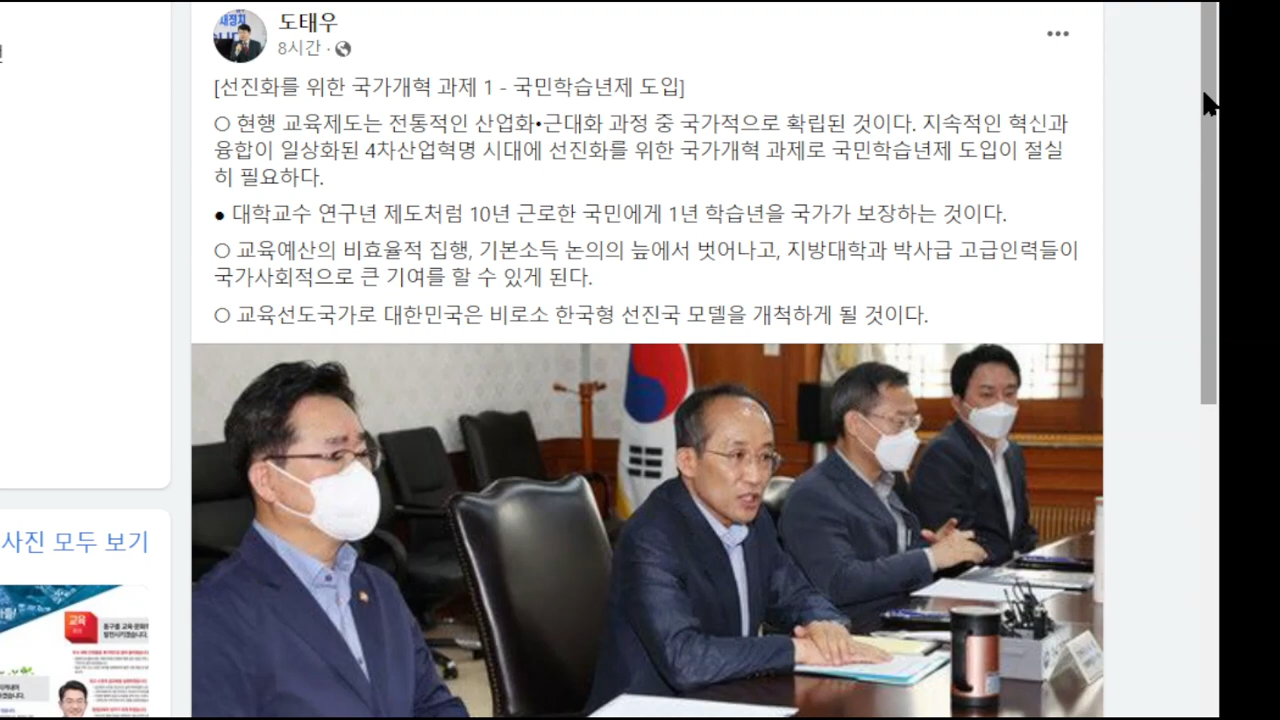 도태우
8시간 ·
[선진화를 위한 국가개혁 과제 1 - 국민학습년제 도입]
○ 현행 교육제도는 전통적인 산업화•근대화 과정 중 국가적으로 확립된 것이다. 지속적인 혁신과
융합이 일상화된 4차산업혁명 시대에 선진화를 위한 국가개혁 과제로 국민학습년제 도입이 절실
히 필요하다.
● 대학교수 연구년 제도처럼 10년 근로한 국민에게 1년 학습년을 국가가 보장하는 것이다.
○ 교육예산의 비효율적 집행, 기본소득 논의의 늪에서 벗어나고, 지방대학과 박사급 고급인력들이
국가사회적으로 큰 기여를 할 수 있게 된다.
○ 교육선도국가로 대한민국은 비로소 한국형 선진국 모델을 개척하게 될 것이다.
사진 모두 보기
교육